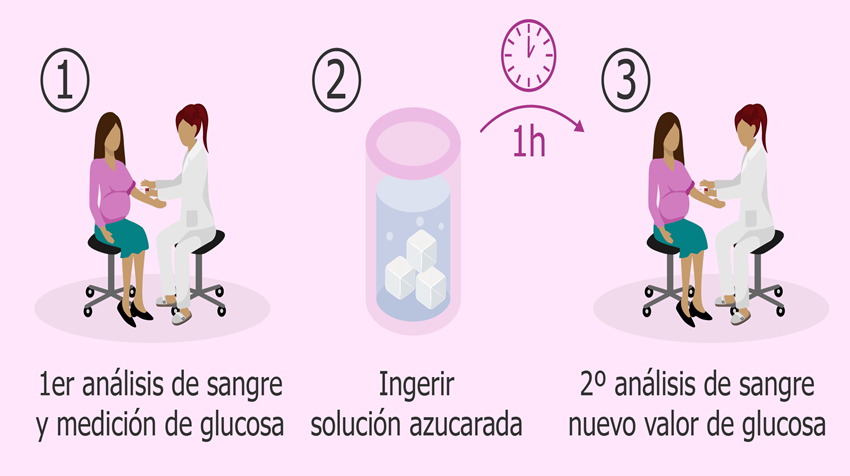 1
2
3
1h
1er análisis de sangre
y medición de glucosa
Ingerir
solución azucarada
2º análisis de sangre
nuevo valor de glucosa